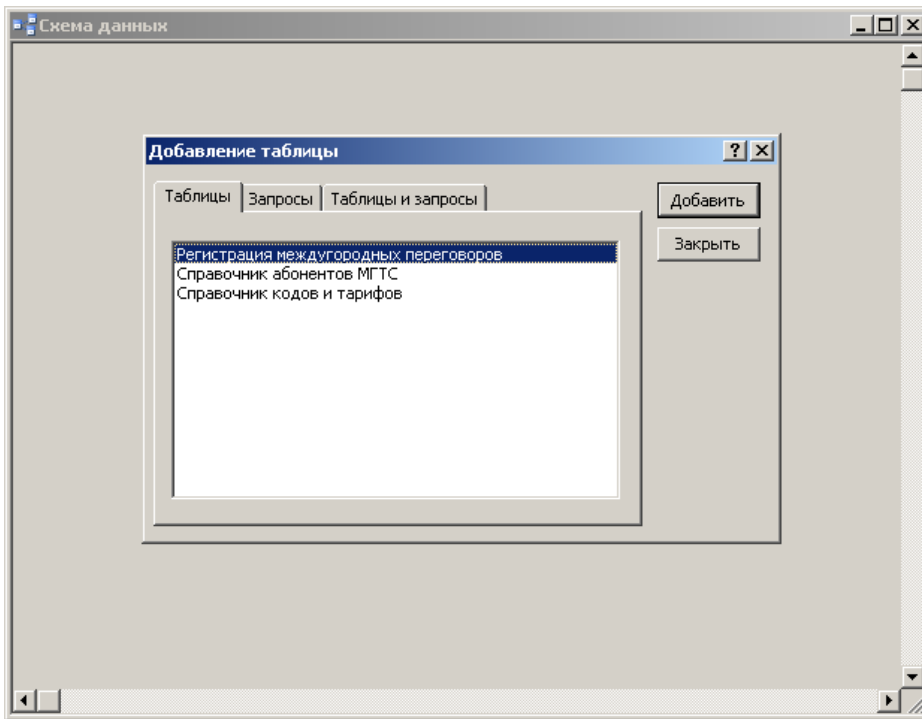 Схема данных
Добавление таблицы
Таблицы Запросы Таблицы и запросы
Добавить
Закрыть
Регистрация междугородных переговоров
Справочник абонентов МГТС
Справочник кодов и тарифов